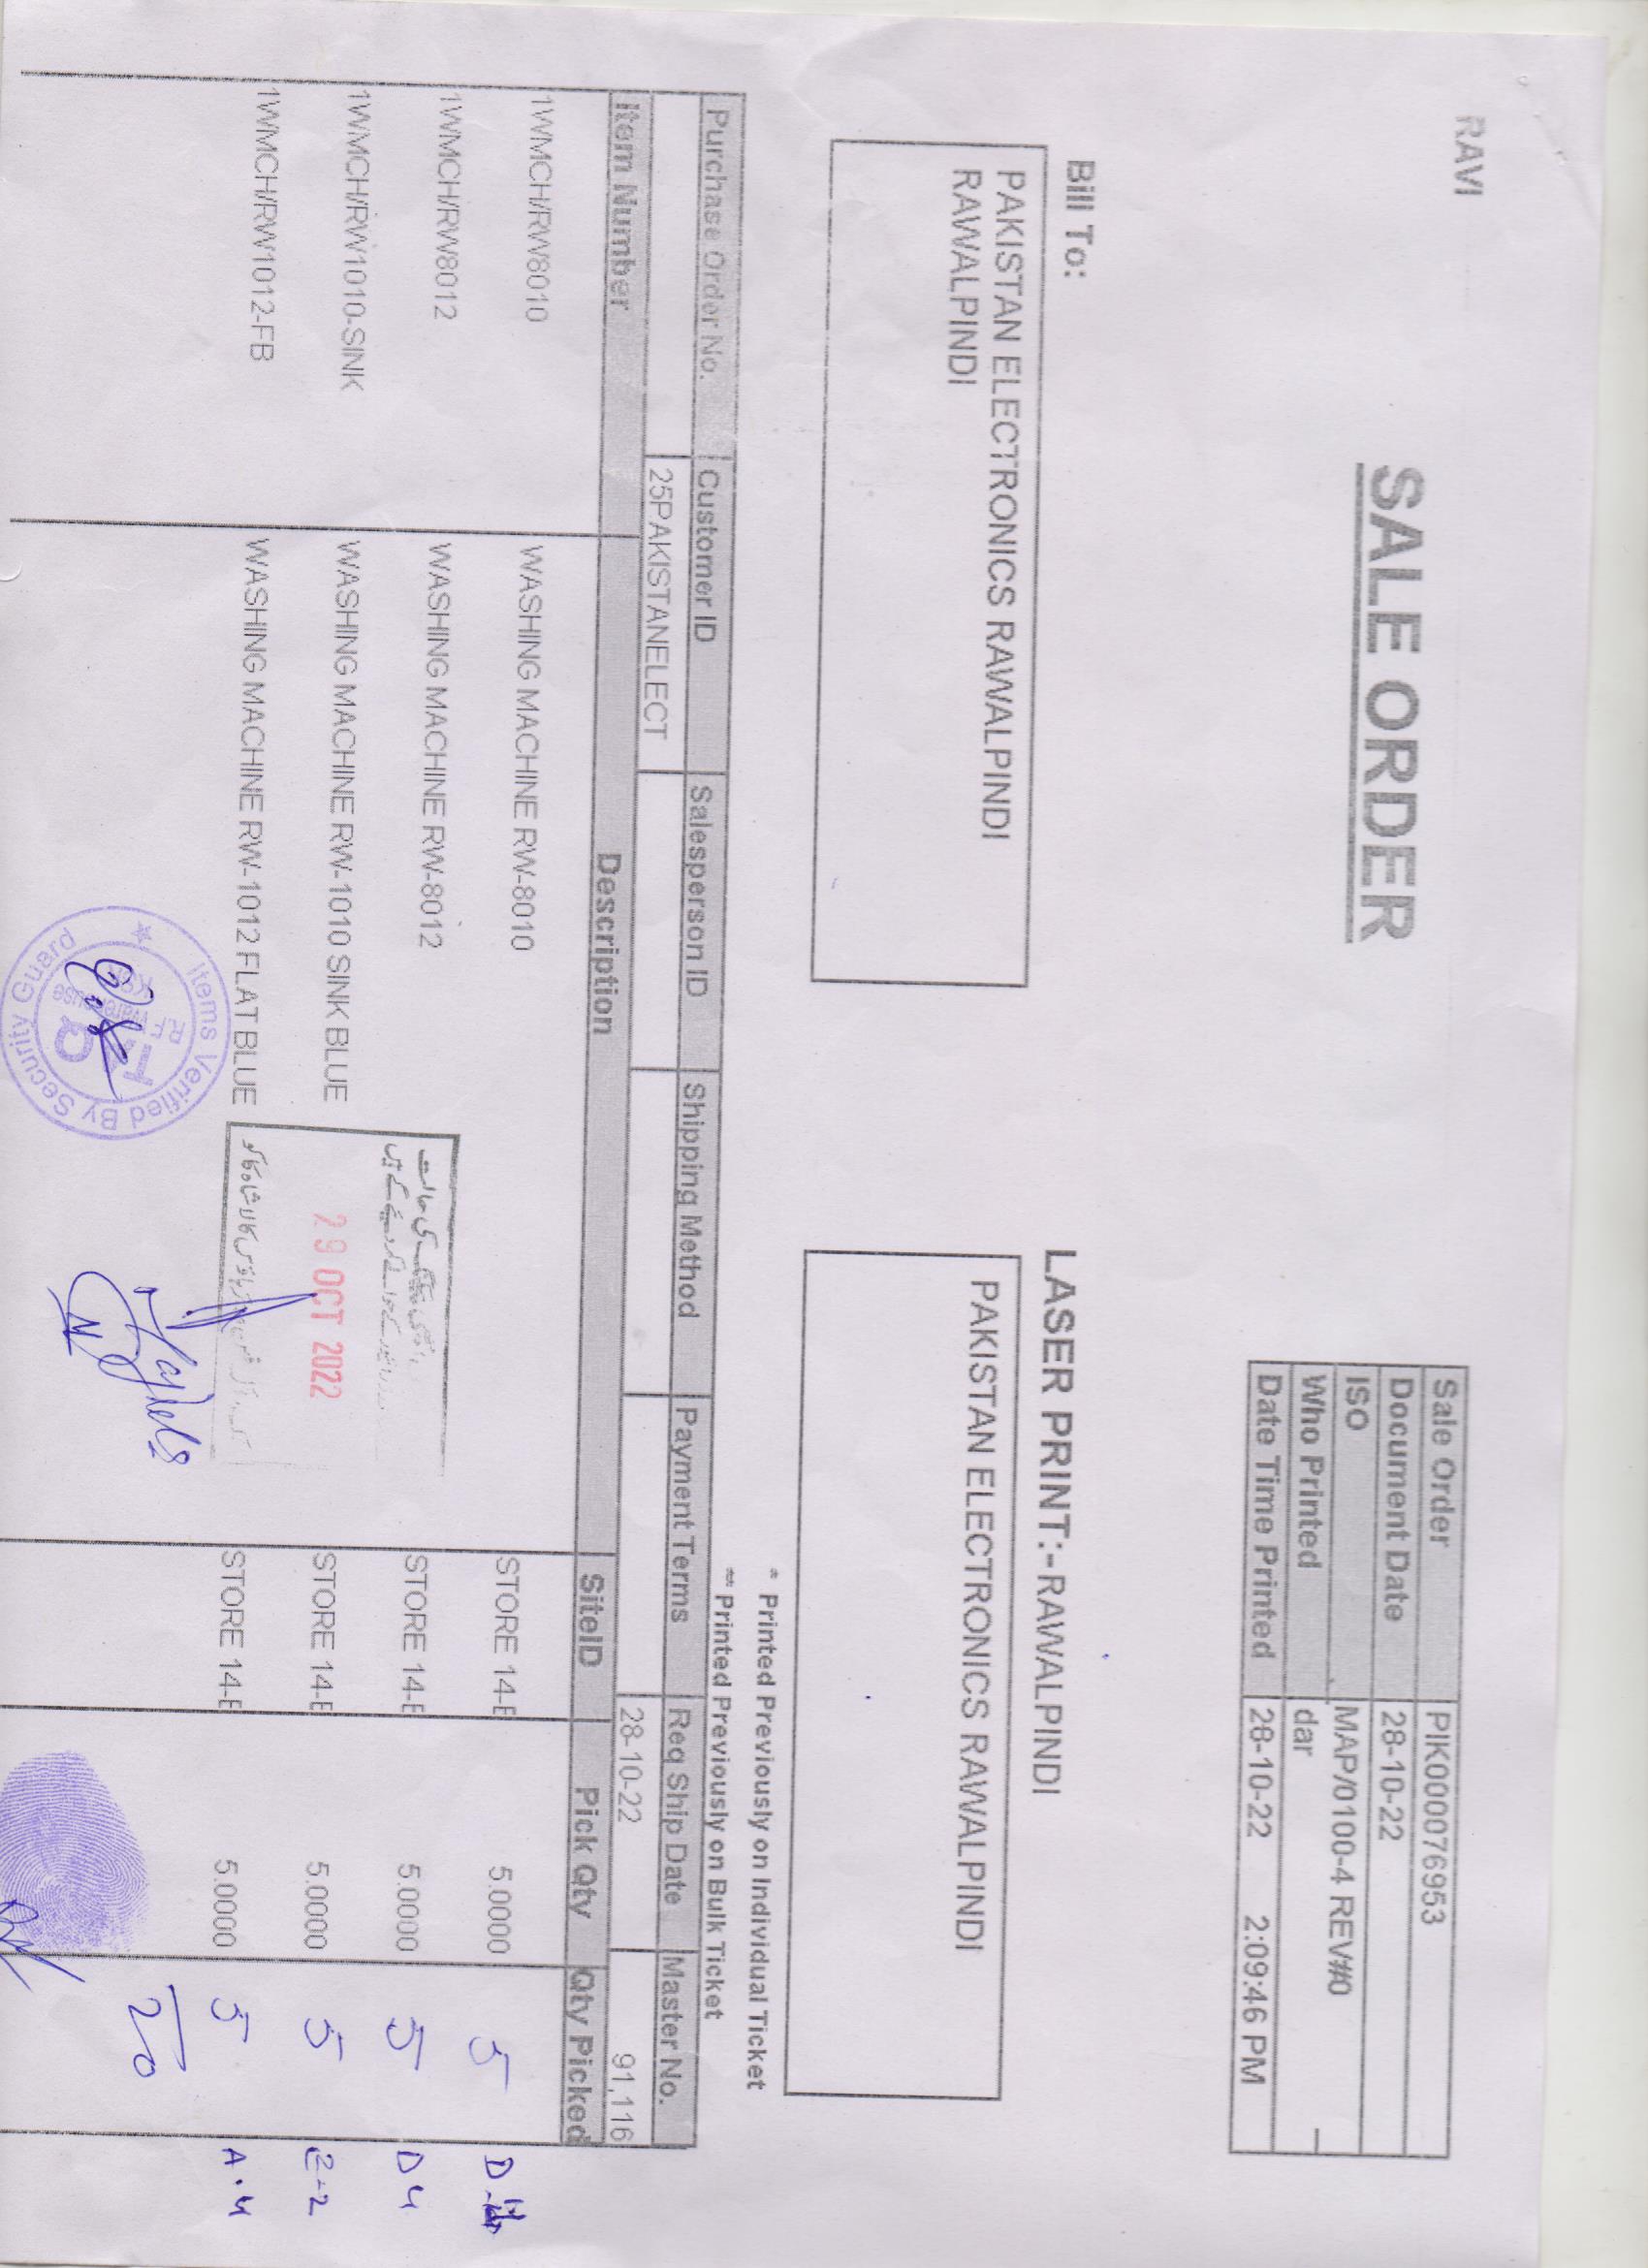 RAVI
SALE ORDER
Sale Order PIK000076953
Document Date 28-10-22
ISO MAP/0100-4 REV#0
Who Printed dar
Date Time Printed 28-10-22 2:09:46 PM
Bill To:
PAKISTAN ELECTRONICS RAWALPINDI
RAWALPINDI
LASER PRINT:-RAWALPINDI
PAKISTAN ELECTRONICS RAWALPINDI
* Printed Previously on Individual Ticket
** Printed Previously on Bulk Ticket
Purchase Order No. Customer ID Salesperson ID Shipping Method Payment Terms Req Ship Date Master No.
25PAKISTANELECT 28-10-22 91,116
Item Number Description SiteID Pick Qty Qty Picked
1WMCH/RW8010 WASHING MACHINE RW-8010 STORE 14-E 5.0000 5 D
1WMCH/RW8012 WASHING MACHINE RW-8012 STORE 14-E 5.0000 5 D4
1WMCH/RW1010-SINK WASHING MACHINE RW-1010 SINK BLUE STORE 14-E 5.0000 5 E-2
1WMCH/RW1012-FB WASHING MACHINE RW-1012 FLAT BLUE STORE 14-E 5.0000 5 A.4
20
پیکنگ کی حالت
کے حوالے کر دیئے گے ہیں
29 OCT 2022
ہاؤس کالا شاہ کاکو
Items Verified By Security Guard
R.F